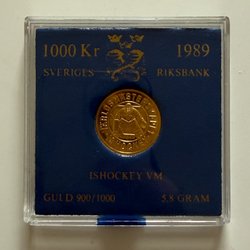 1000 Kr 1989
SVERIGES RIKSBANK
ISHOCKEY VM
GULD 900/1000 5,8 GRAM